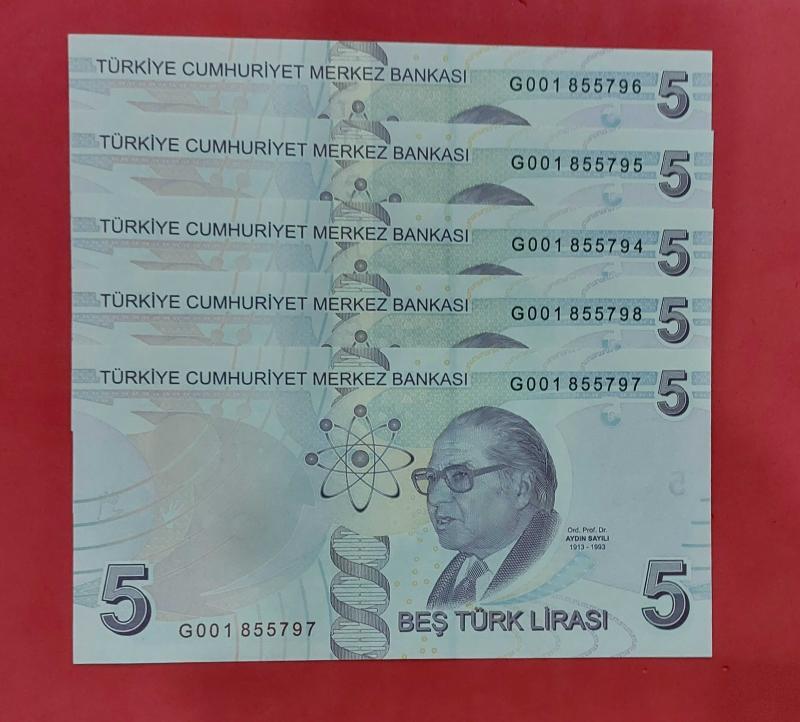 TÜRKİYE CUMHURİYET MERKEZ BANKASI G001 855796 5
TÜRKİYE CUMHURİYET MERKEZ BANKASI G001 855795 5
TÜRKİYE CUMHURİYET MERKEZ BANKASI G001 855794 5
TÜRKİYE CUMHURİYET MERKEZ BANKASI G001 855798 5
TÜRKİYE CUMHURİYET MERKEZ BANKASI G001 855797 5
Ord. Prof. Dr.
AYDIN SAYILI
1913 - 1993
5 G001 855797 BEŞ TÜRK LİRASI 5